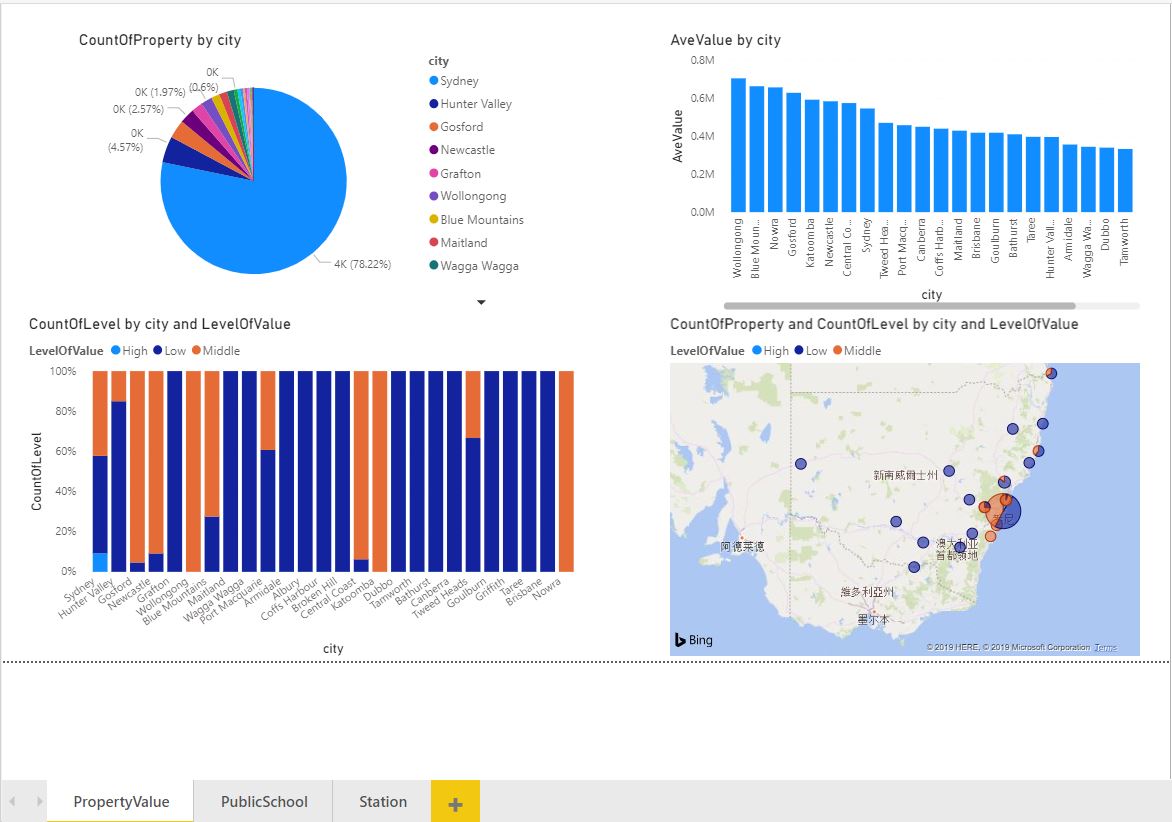 CountOfProperty by city
0K
(0.6%)
0K (1.97%)
0K (2.57%)
0K
(4.57%)
4K (78.22%)
city
Sydney
Hunter Valley
Gosford
Newcastle
Grafton
Wollongong
Blue Mountains
Maitland
Wagga Wagga
AveValue by city
0.8M
0.6M
0.4M
0.2M
0.0M
AveValue
Wollongong
Blue Moun...
Nowra
Gosford
Katoomba
Newcastle
Central Co...
Sydney
Tweed Hea...
Port Macq...
Canberra
Coffs Harb...
Maitland
Brisbane
Goulburn
Bathurst
Taree
Hunter Vall...
Armidale
Wagga Wa...
Dubbo
Tamworth
city
CountOfLevel by city and LevelOfValue
LevelOfValue High Low Middle
100%
80%
60%
40%
20%
0%
CountOfLevel
Sydney
Hunter Valley
Gosford
Newcastle
Grafton
Wollongong
Blue Mountains
Maitland
Wagga Wagga
Port Macquarie
Armidale
Albury
Coffs Harbour
Broken Hill
Central Coast
Katoomba
Dubbo
Tamworth
Bathurst
Canberra
Tweed Heads
Goulburn
Griffith
Taree
Brisbane
Nowra
city
CountOfProperty and CountOfLevel by city and LevelOfValue
LevelOfValue High Low Middle
新南威爾士州
阿德萊德
澳大利亚
首都領地
維多利亞州
墨尔本
Bing
© 2019 HERE, © 2019 Microsoft Corporation Terms
PropertyValue
PublicSchool
Station
+